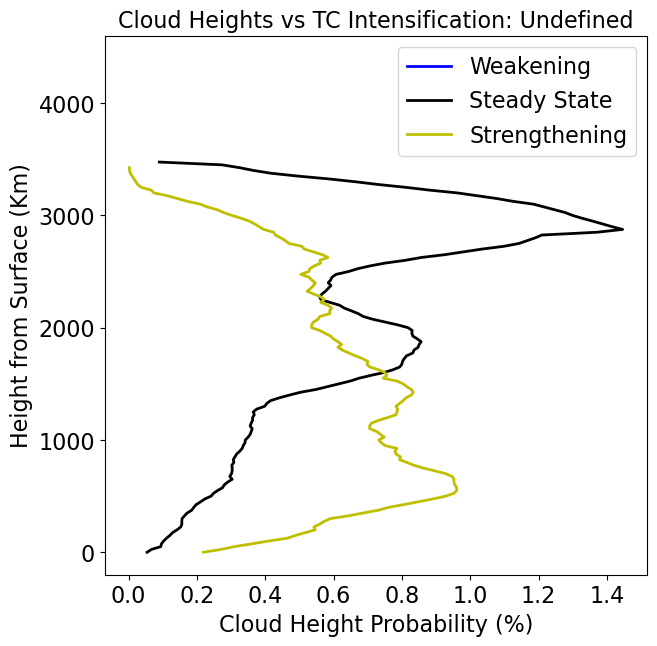 Cloud Heights vs TC Intensification: Undefined
Weakening
Steady State
Strengthening
4000
3000
2000
1000
0
Height from Surface (Km)
0.0 0.2 0.4 0.6 0.8 1.0 1.2 1.4
Cloud Height Probability (%)